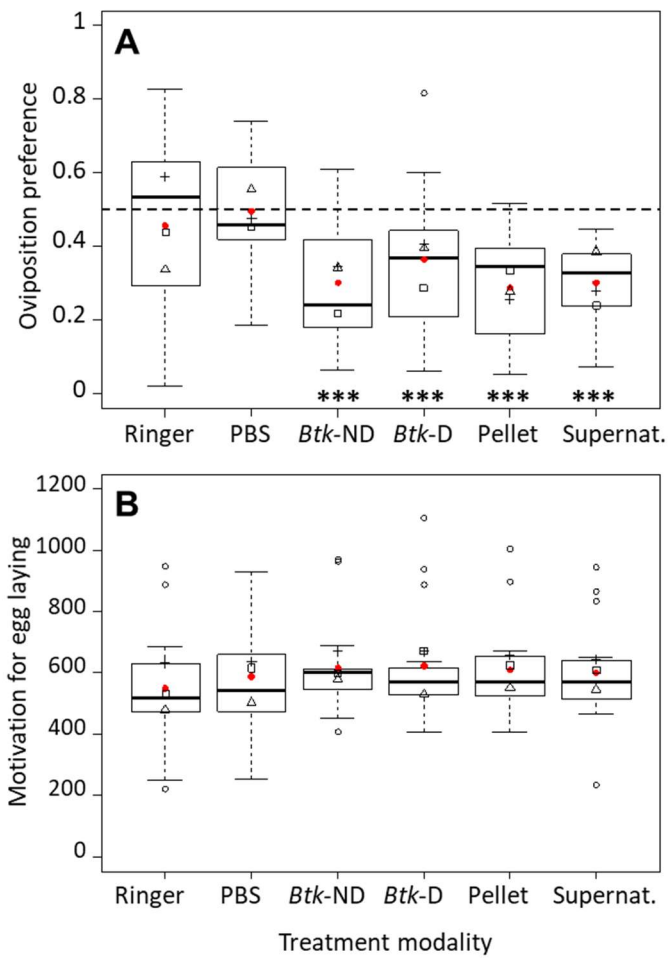 A
Oviposition preference
1
0.8
0.6
0.4
0.2
0
*** *** *** ***
Ringer PBS Btk-ND Btk-D Pellet Supernat.
B
Motivation for egg laying
1200
1000
800
600
400
200
0
Ringer PBS Btk-ND Btk-D Pellet Supernat.
Treatment modality